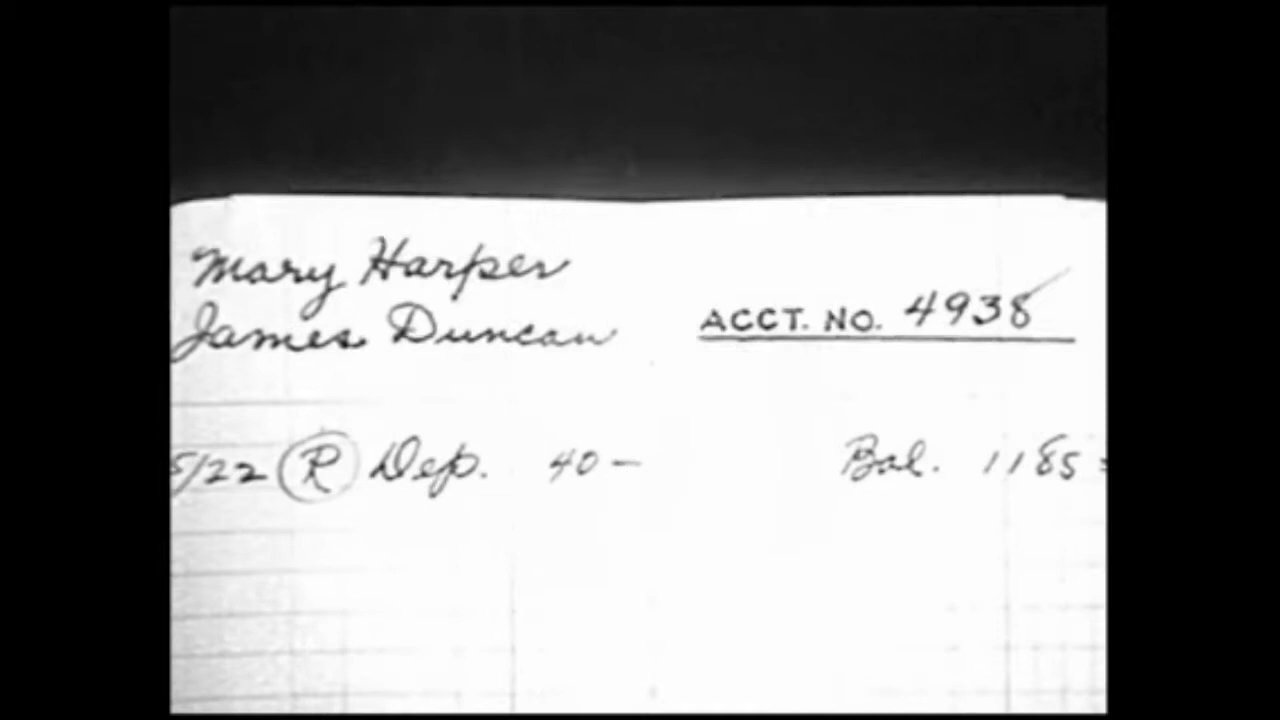 Mary Harper
James Duncan
ACCT. NO. 4938
5/22 R Dep. 40 — Bal. 1185